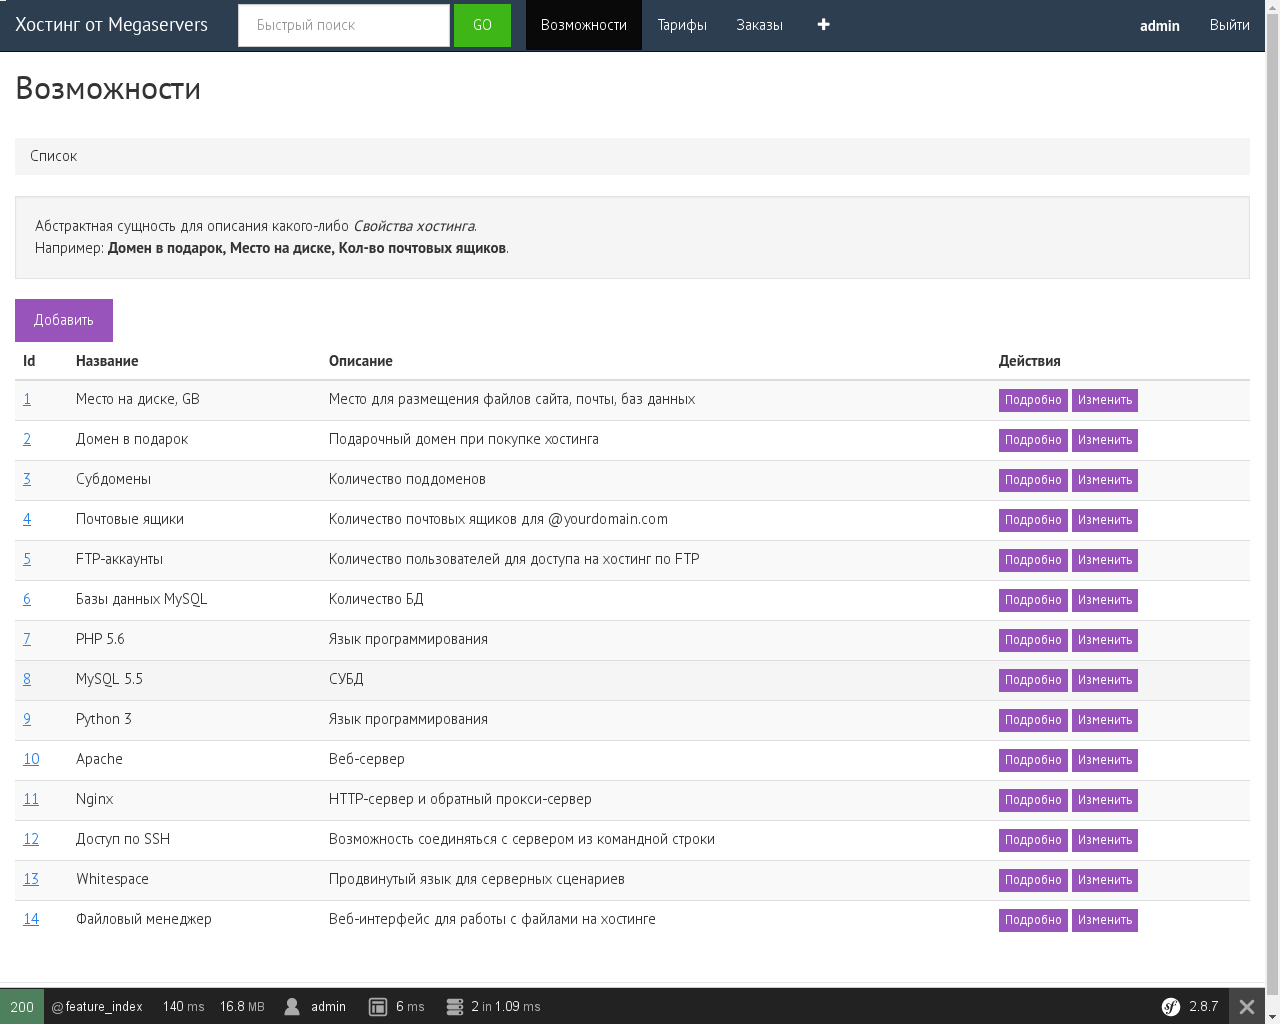 Хостинг от Megaservers Быстрый поиск GO Возможности Тарифы Заказы admin Выйти
Возможности
Список
Абстрактная сущность для описания какого-либо Свойства хостинга.
Например: Домен в подарок, Место на диске, Кол-во почтовых ящиков.
Добавить
Id Название Описание Действия
1 Место на диске, GB Место для размещения файлов сайта, почты, баз данных Подробно Изменить
2 Домен в подарок Подарочный домен при покупке хостинга Подробно Изменить
3 Субдомены Количество поддоменов Подробно Изменить
4 Почтовые ящики Количество почтовых ящиков для @yourdomain.com Подробно Изменить
5 FTP-аккаунты Количество пользователей для доступа на хостинг по FTP Подробно Изменить
6 Базы данных MySQL Количество БД Подробно Изменить
7 PHP 5.6 Язык программирования Подробно Изменить
8 MySQL 5.5 СУБД Подробно Изменить
9 Python 3 Язык программирования Подробно Изменить
10 Apache Веб-сервер Подробно Изменить
11 Nginx HTTP-сервер и обратный прокси-сервер Подробно Изменить
12 Доступ по SSH Возможность соединяться с сервером из командной строки Подробно Изменить
13 Whitespace Продвинутый язык для серверных сценариев Подробно Изменить
14 Файловый менеджер Веб-интерфейс для работы с файлами на хостинге Подробно Изменить
200 @feature_index 140 ms 16.8 MB admin 6 ms 2 in 1.09 ms sf 2.8.7